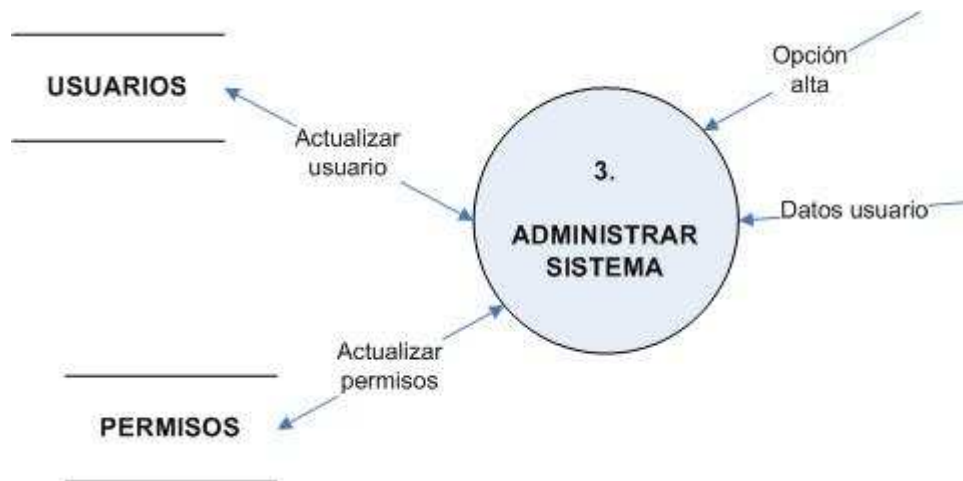 Opción
alta
USUARIOS
Actualizar
usuario
3.
Datos usuario
ADMINISTRAR
SISTEMA
Actualizar
permisos
PERMISOS